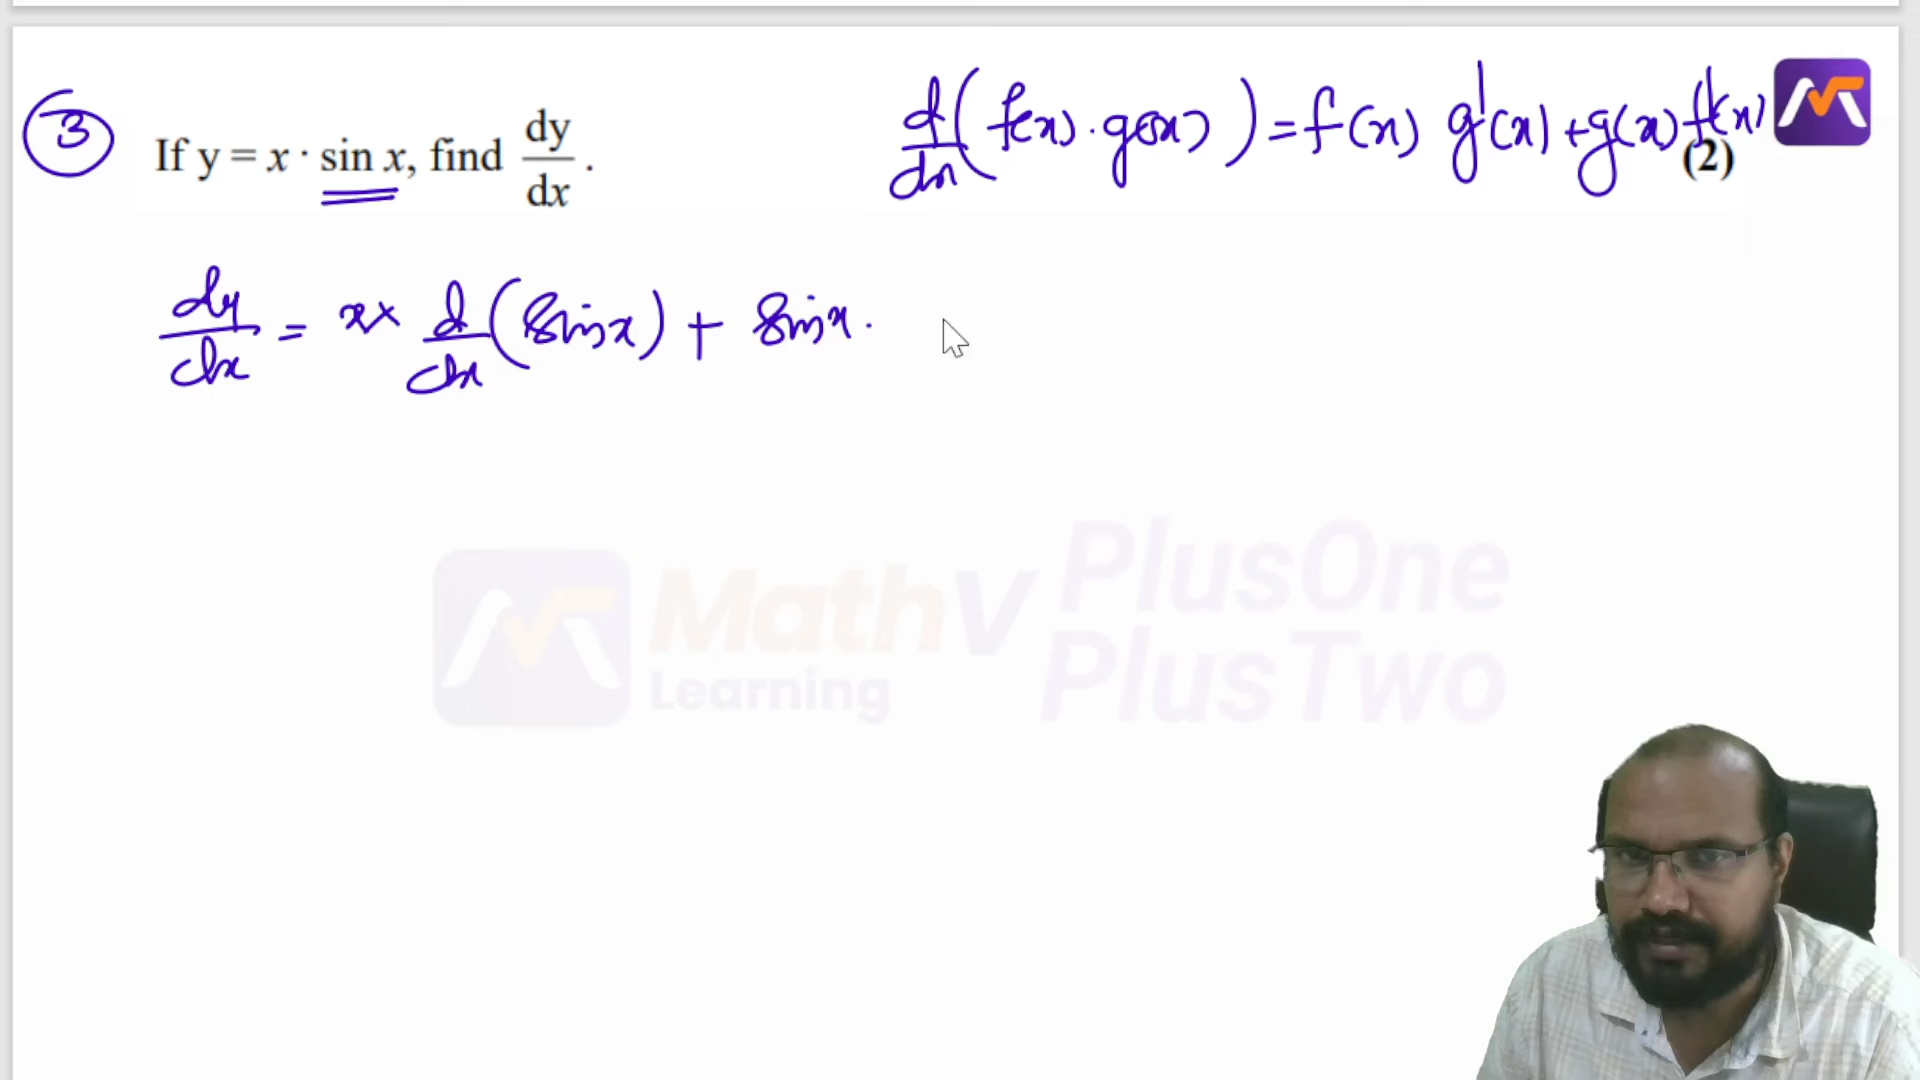 3 If y = x · sin x, find dy/dx . (2)
d/dx (f(x) · g(x)) = f(x) g'(x) + g(x) f'(x)
dy/dx = x × d/dx (sin x) + sin x ·
MathV PlusOne
Learning PlusTwo